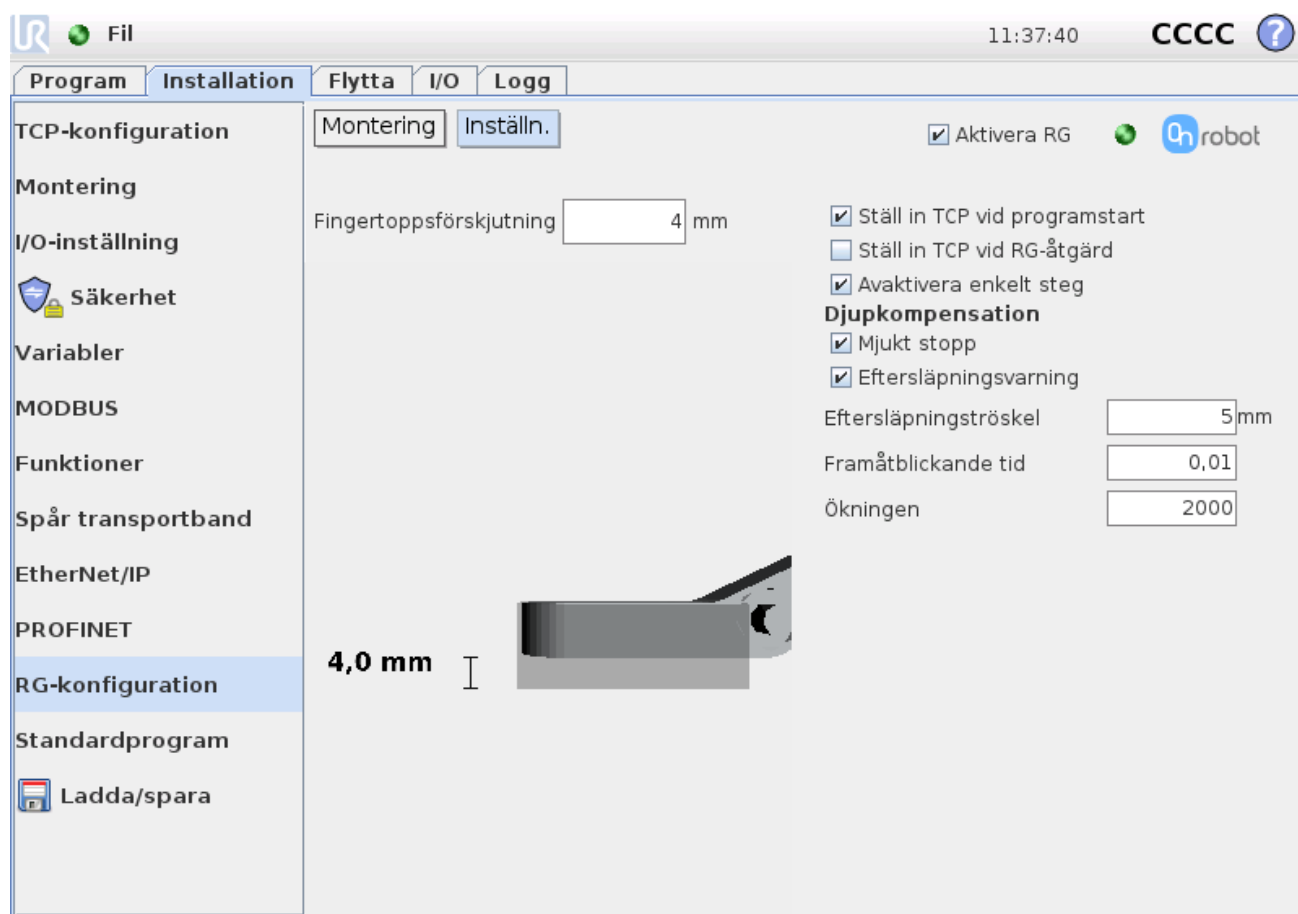 UR Fil 11:37:40 CCCC ?
Program Installation Flytta I/O Logg
TCP-konfiguration
Montering
I/O-inställning
Säkerhet
Variabler
MODBUS
Funktioner
Spår transportband
EtherNet/IP
PROFINET
RG-konfiguration
Standardprogram
Ladda/spara
Montering Inställn.
Aktivera RG
On robot
Fingertoppsförskjutning 4 mm
4,0 mm
Ställ in TCP vid programstart
Ställ in TCP vid RG-åtgärd
Avaktivera enkelt steg
Djupkompensation
Mjukt stopp
Eftersläpningsvarning
Eftersläpningströskel 5 mm
Framåtblickande tid 0,01
Ökningen 2000